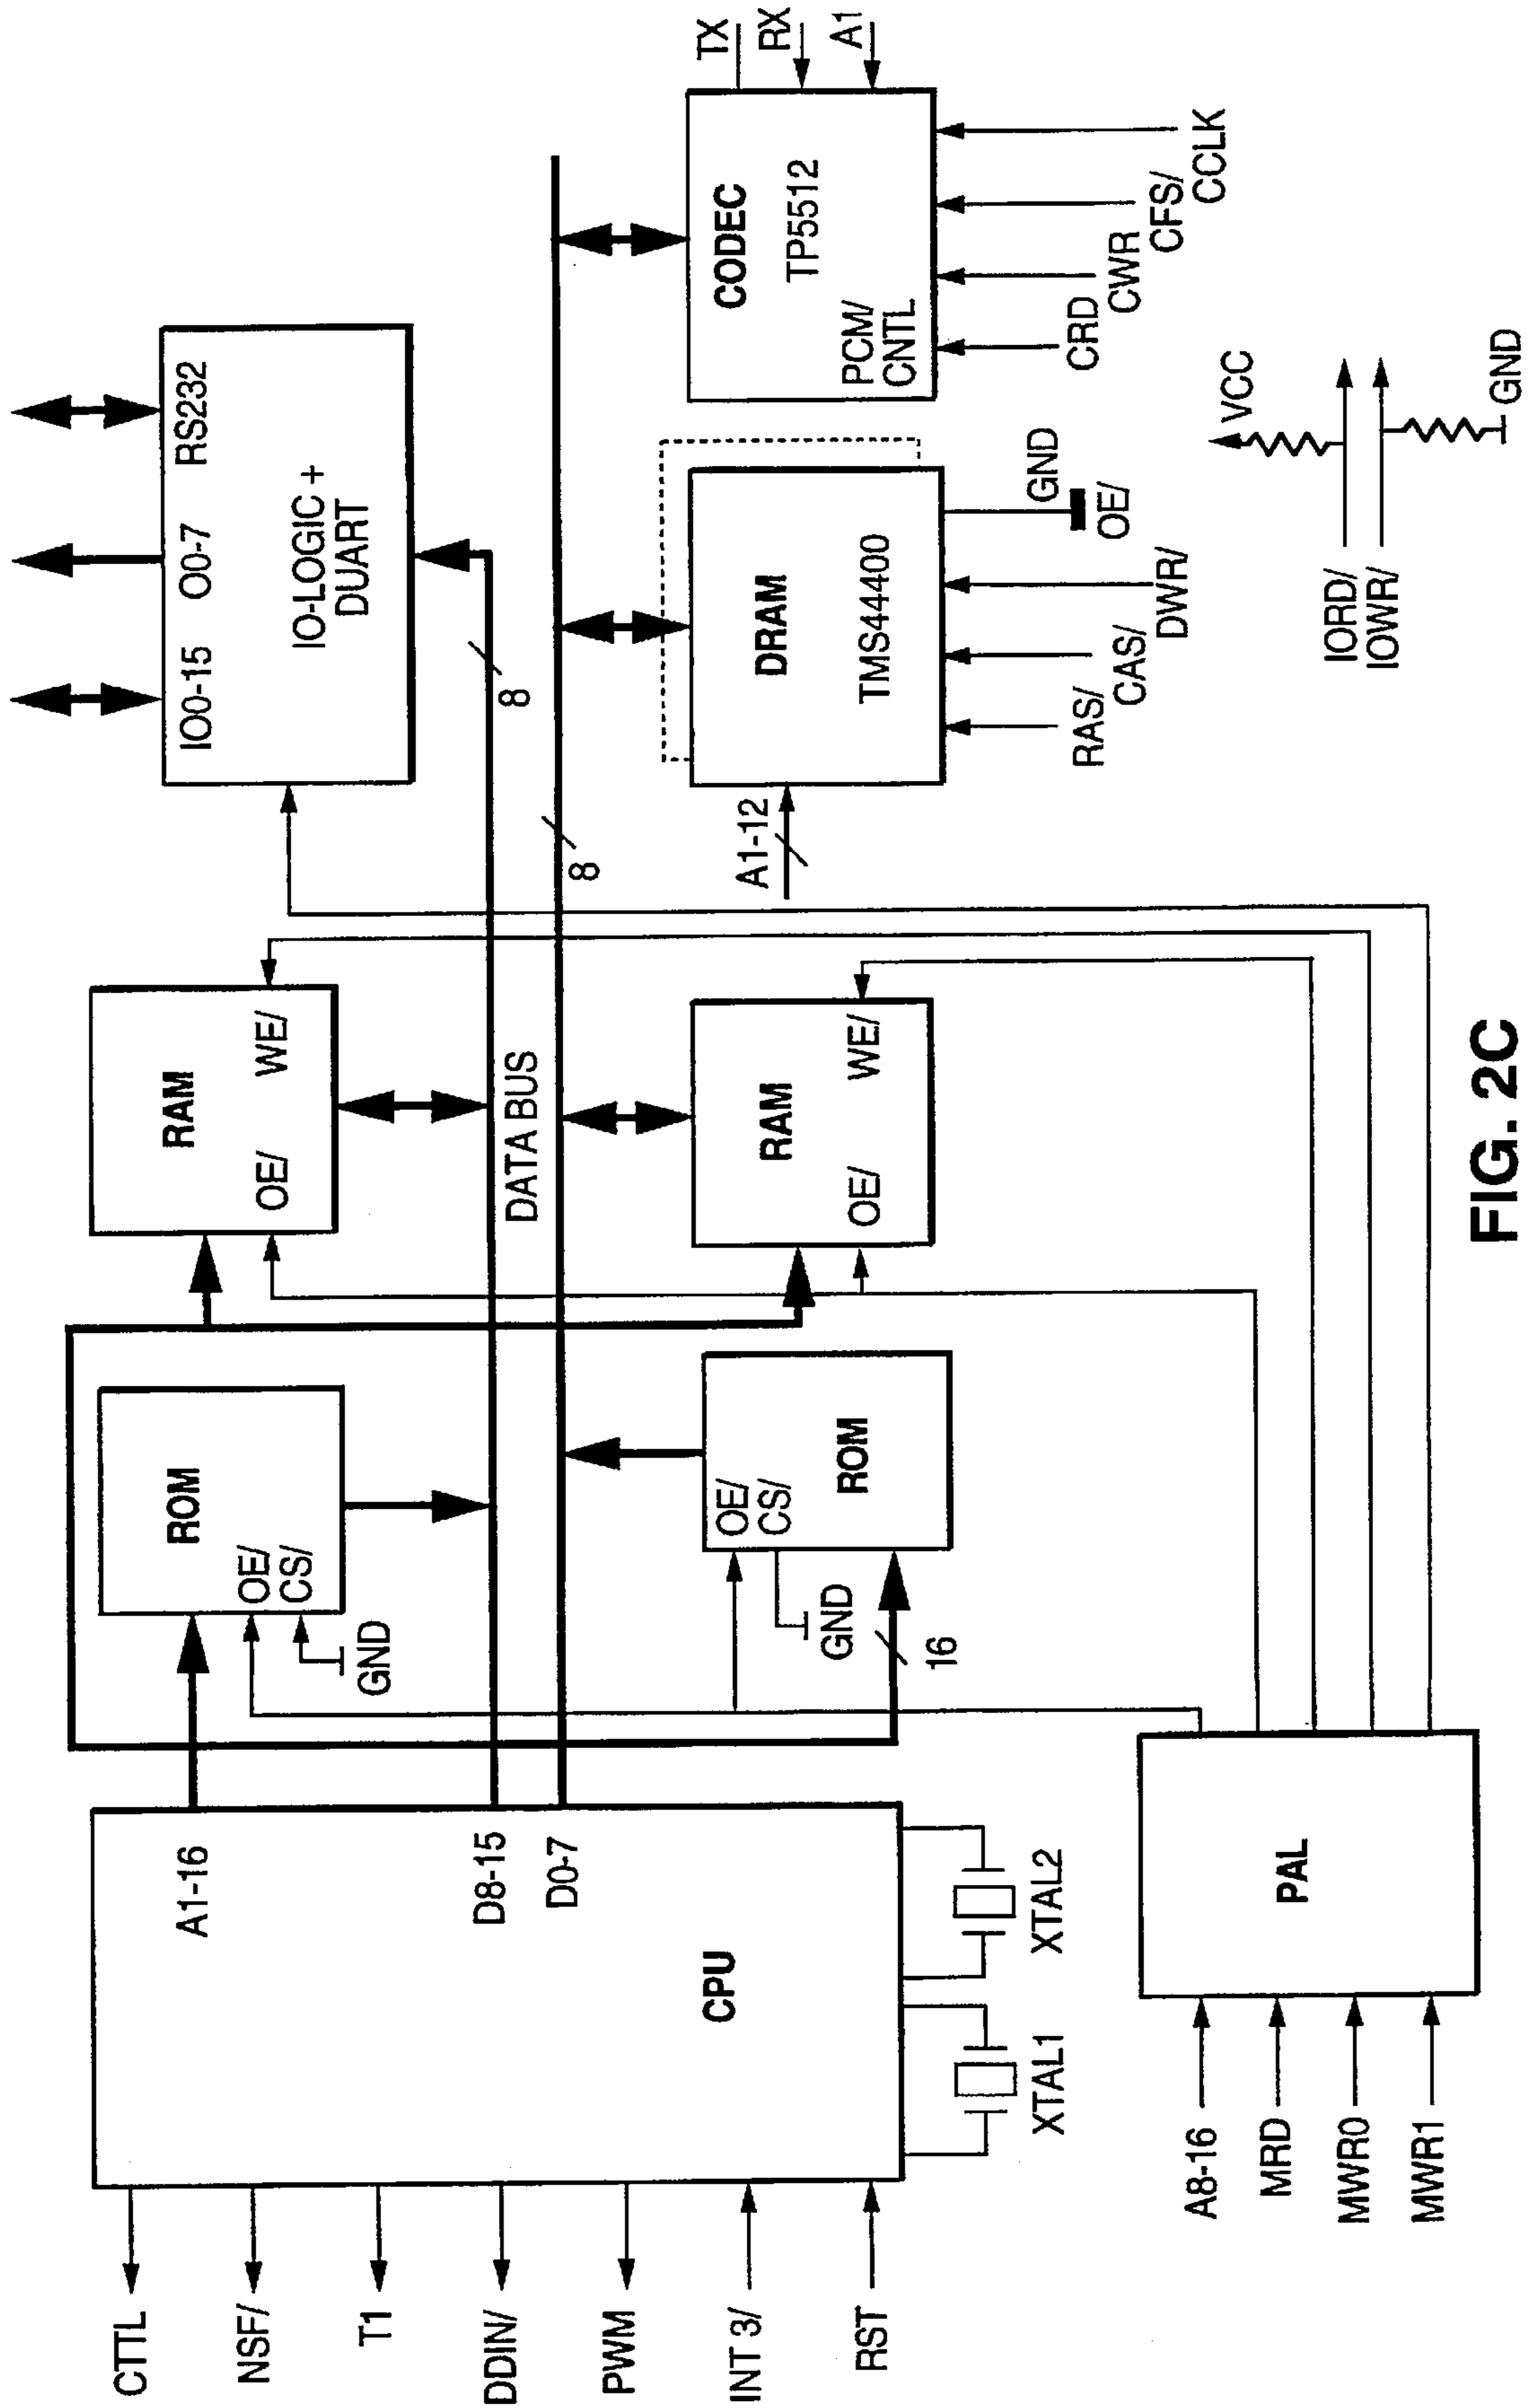 CTTL
NSF/
T1
DDIN/
PWM
INT 3/
RST
A1-16
D8-15
D0-7
CPU
XTAL1
XTAL2
ROM
OE/
CS/
GND
OE/
CS/
ROM
GND
16
RAM
OE/
WE/
DATA BUS
RAM
OE/
WE/
IO0-15
O0-7
RS232
IO-LOGIC +
DUART
8
8
A1-12
DRAM
TMS44400
RAS/
CAS/
DWR/
GND
OE/
CODEC
TP5512
PCM/
CNTL
TX
RX
A1
CRD
CWR
CFS/
CCLK
VCC
IORD/
IOWR/
GND
A8-16
MRD
MWR0
MWR1
PAL
FIG. 2C